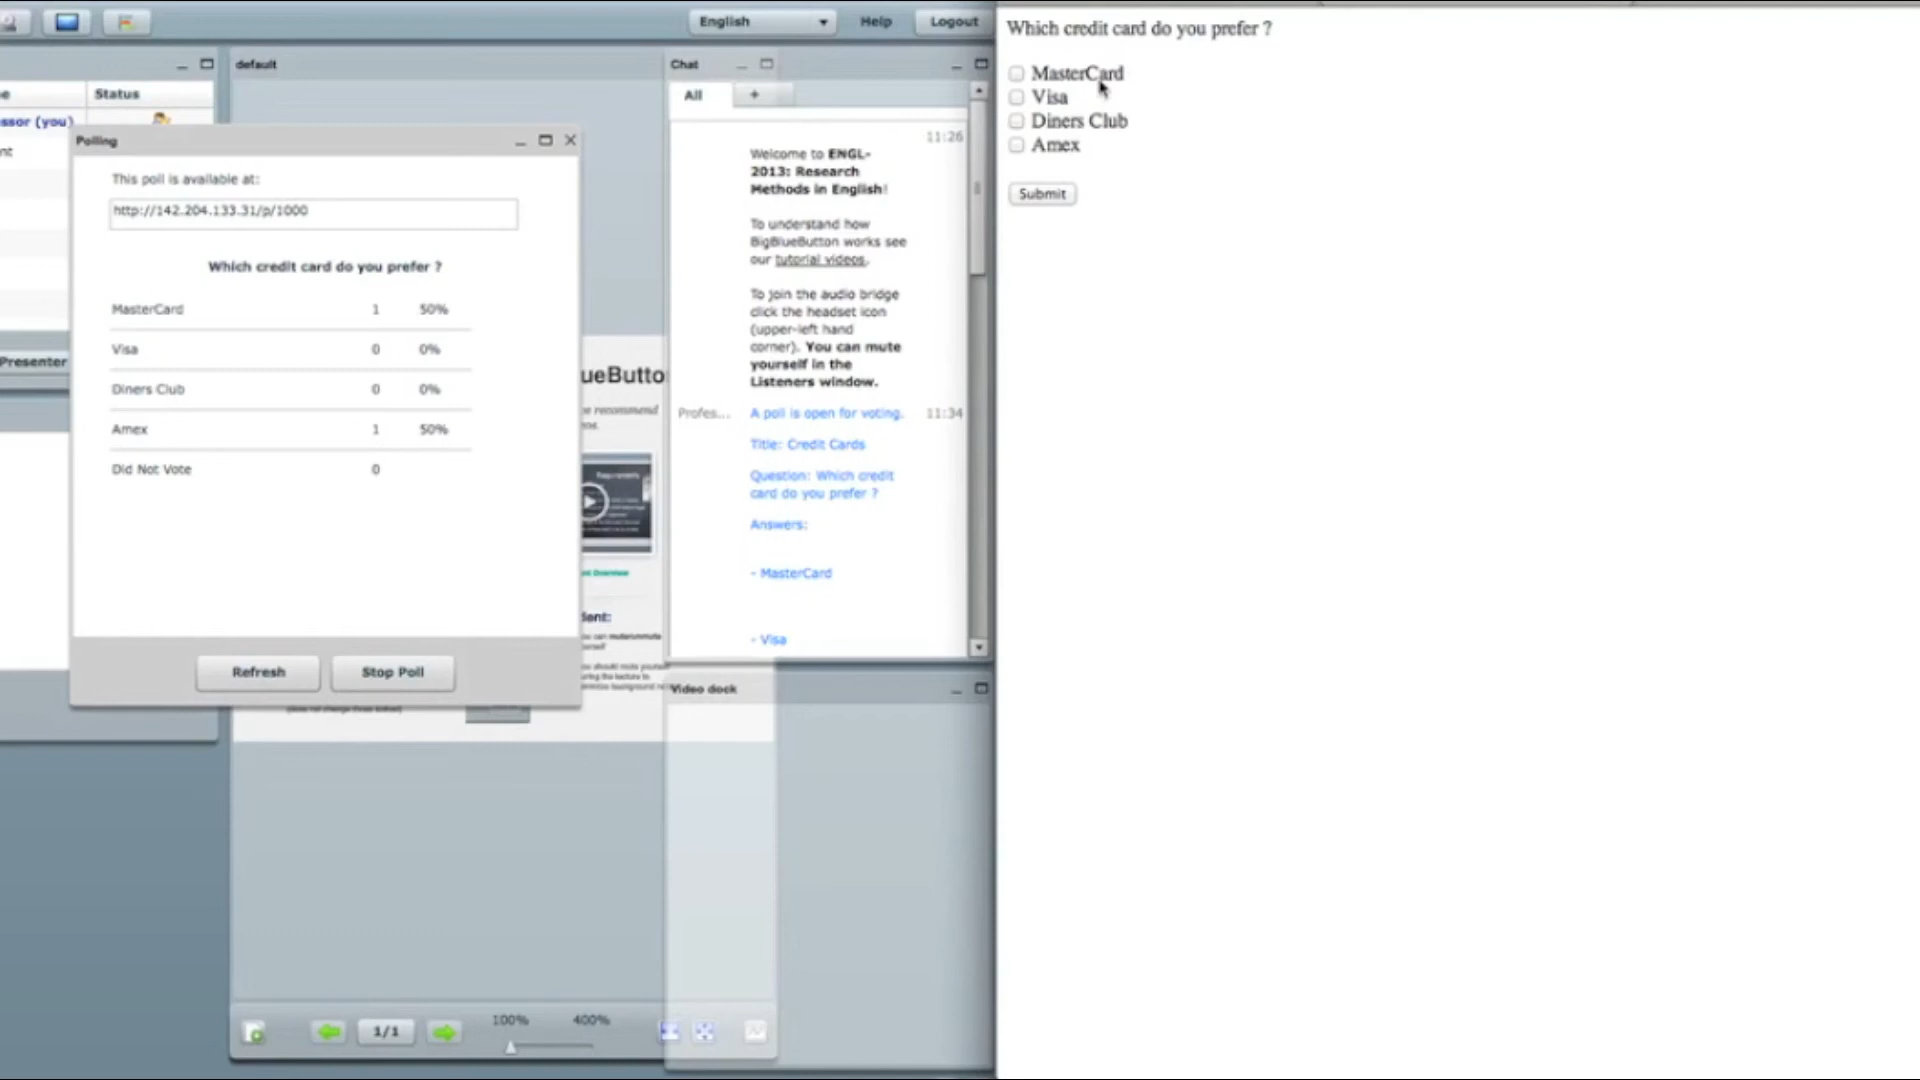 English
Help
Logout
Status
ssor (you)
nt
Presenter
default
Polling
This poll is available at:
http://142.204.133.31/p/1000
Which credit card do you prefer ?
MasterCard 1 50%
Visa 0 0%
Diners Club 0 0%
Amex 1 50%
Did Not Vote 0
Refresh
Stop Poll
ueButto
recommend
dent:
1/1
100%
400%
Chat
All
+
11:26
Welcome to ENGL-
2013: Research
Methods in English!
To understand how
BigBlueButton works see
our tutorial videos.
To join the audio bridge
click the headset icon
(upper-left hand
corner). You can mute
yourself in the
Listeners window.
Profes... A poll is open for voting. 11:34
Title: Credit Cards
Question: Which credit
card do you prefer ?
Answers:
- MasterCard
- Visa
Video dock
Which credit card do you prefer ?
MasterCard
Visa
Diners Club
Amex
Submit